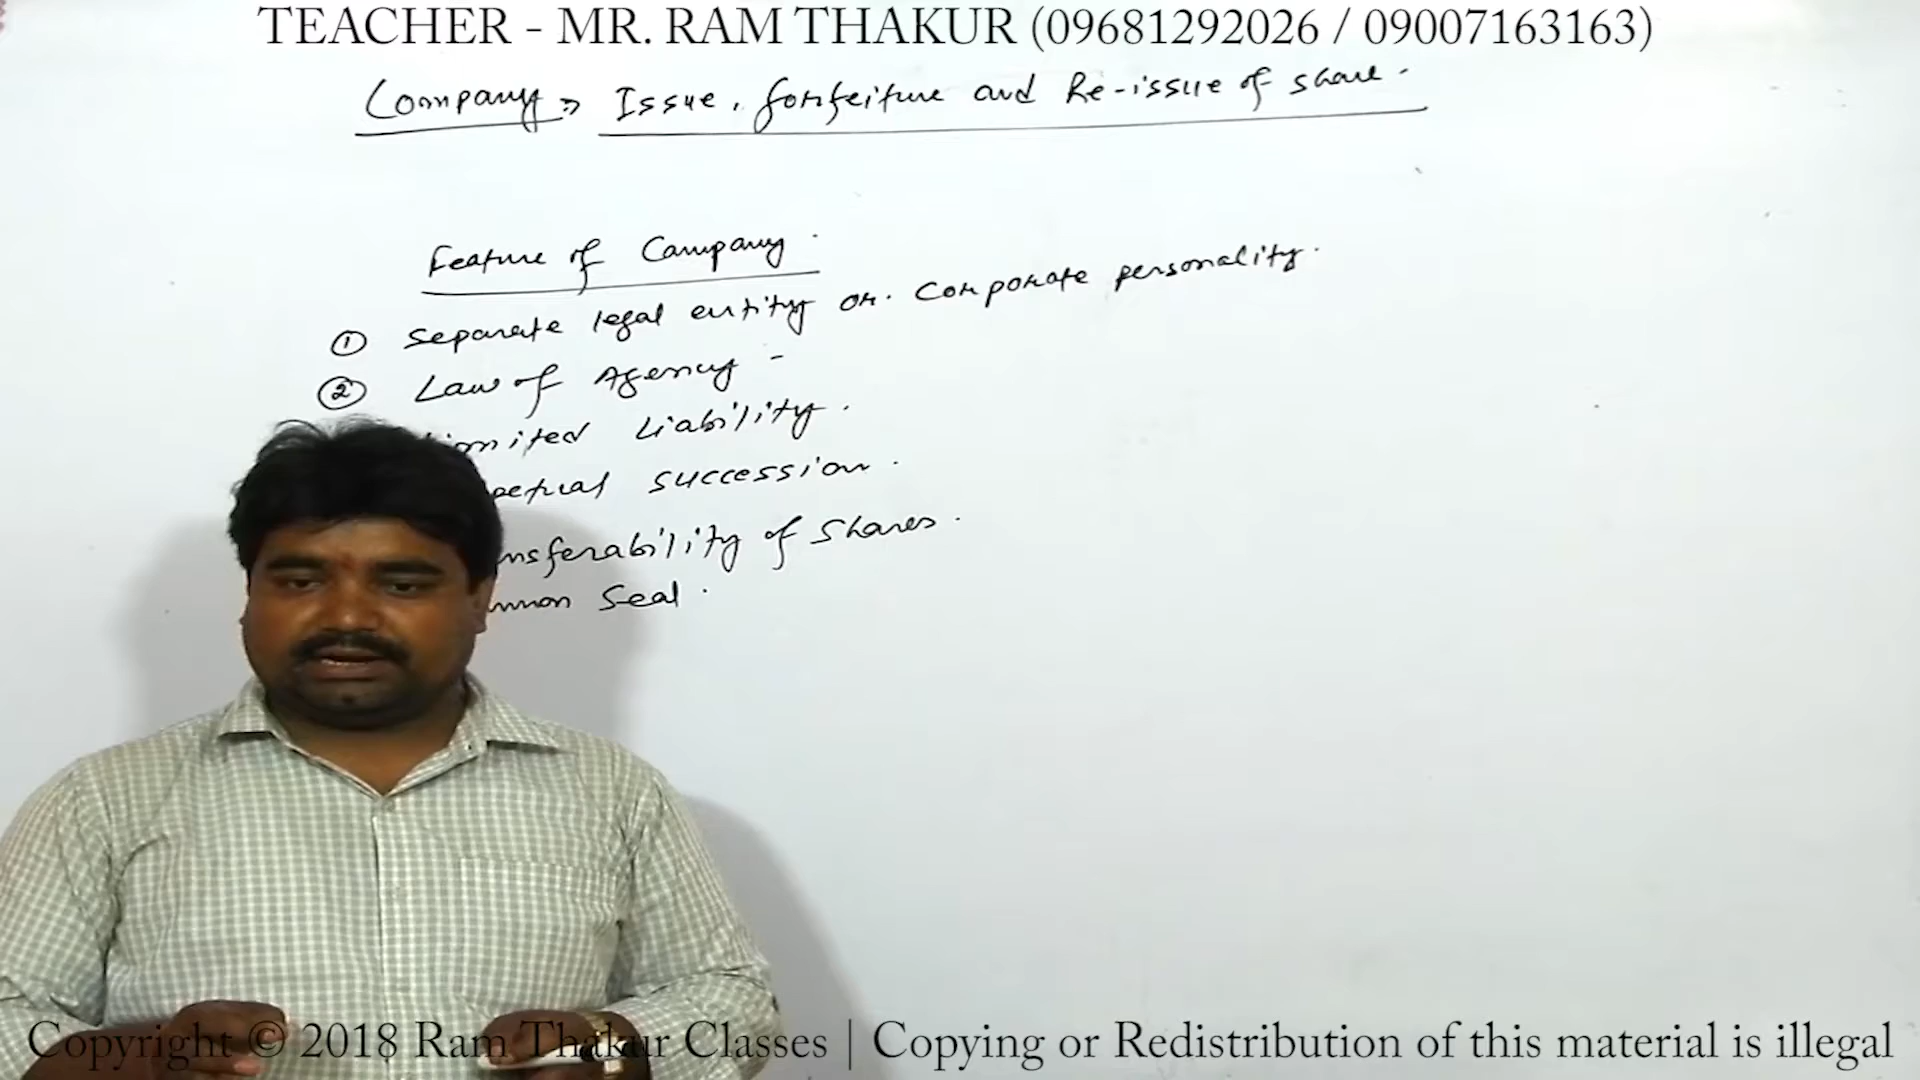 TEACHER - MR. RAM THAKUR (09681292026 / 09007163163)
Company ⇒ Issue, forfeiture and Re-issue of share.
Feature of Company.
① Separate legal entity or. Corporate personality.
② Law of Agency -
Liability.
succession.
of Shares.
Seal.
Copyright © 2018 Ram Thakur Classes | Copying or Redistribution of this material is illegal